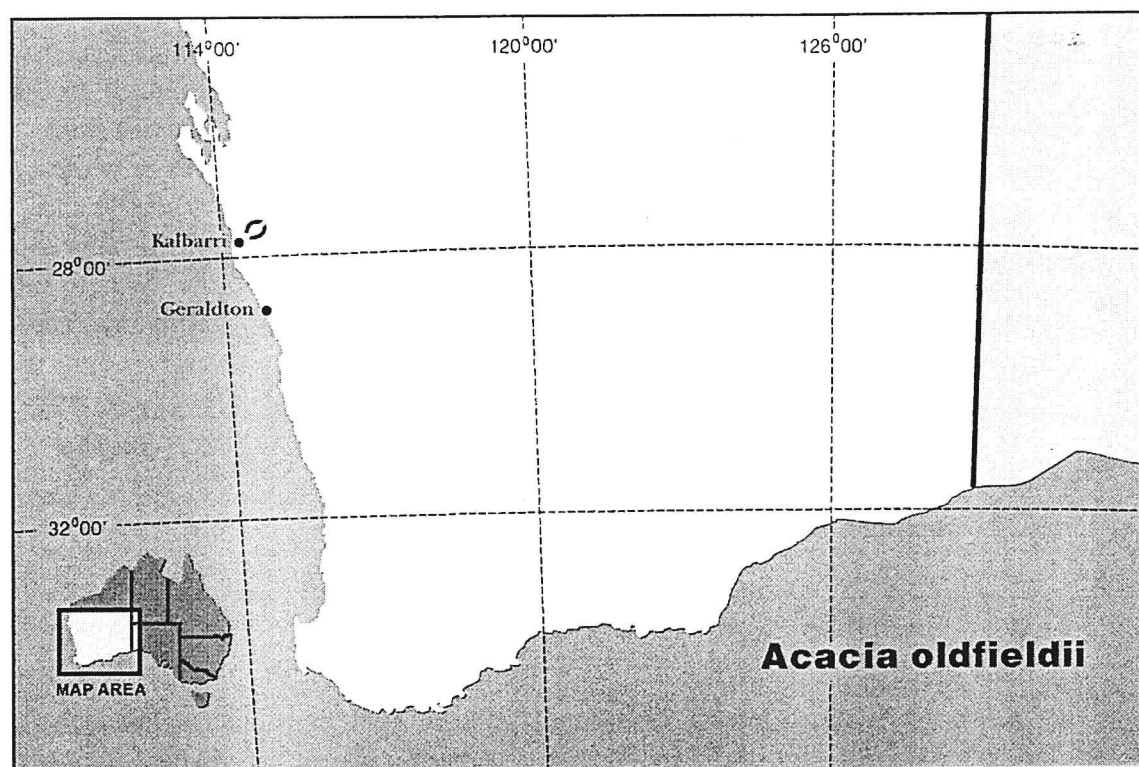 114°00' 120°00' 126°00'
Kalbarri
28°00'
Geraldton
32°00'
Acacia oldfieldii
MAP AREA